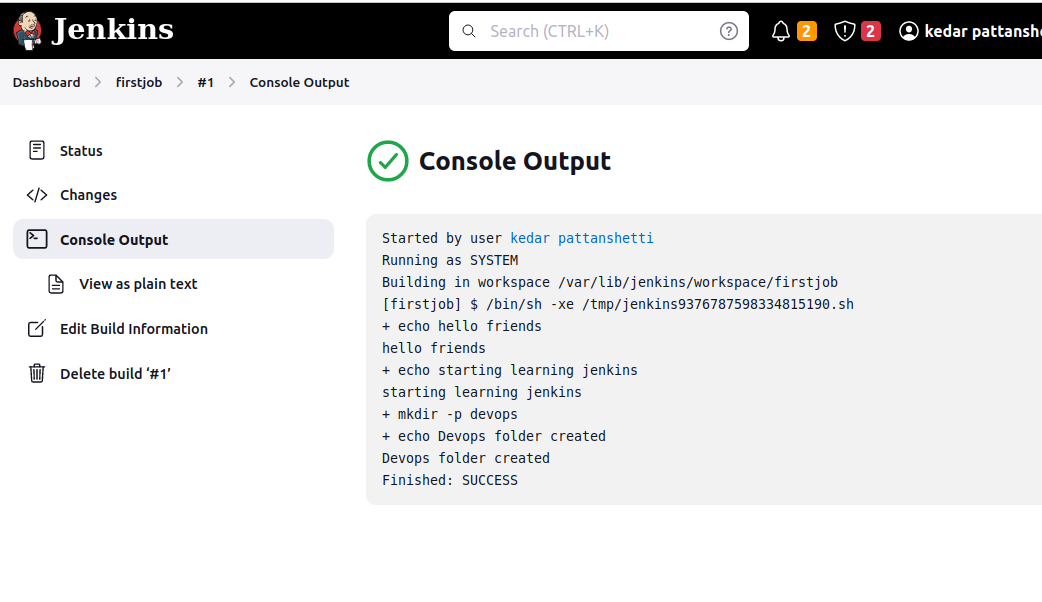 Jenkins
Search (CTRL+K)
2
2
kedar pattanshe
Dashboard
firstjob
#1
Console Output
Status
Changes
Console Output
View as plain text
Edit Build Information
Delete build ‘#1’
Console Output
Started by user kedar pattanshetti
Running as SYSTEM
Building in workspace /var/lib/jenkins/workspace/firstjob
[firstjob] $ /bin/sh -xe /tmp/jenkins9376787598334815190.sh
+ echo hello friends
hello friends
+ echo starting learning jenkins
starting learning jenkins
+ mkdir -p devops
+ echo Devops folder created
Devops folder created
Finished: SUCCESS